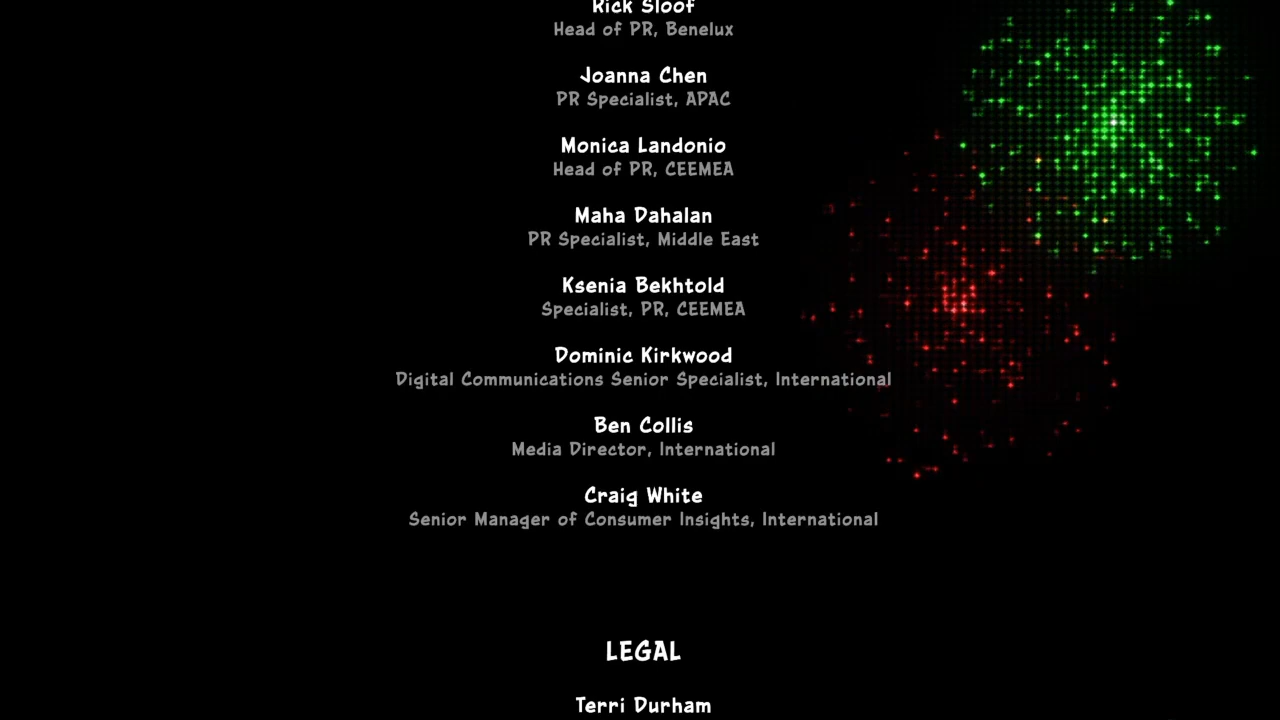 Rick Sloof
Head of PR, Benelux
Joanna Chen
PR Specialist, APAC
Monica Landonio
Head of PR, CEEMEA
Maha Dahalan
PR Specialist, Middle East
Ksenia Bekhtold
Specialist, PR, CEEMEA
Dominic Kirkwood
Digital Communications Senior Specialist, International
Ben Collis
Media Director, International
Craig White
Senior Manager of Consumer Insights, International
LEGAL
Terri Durham